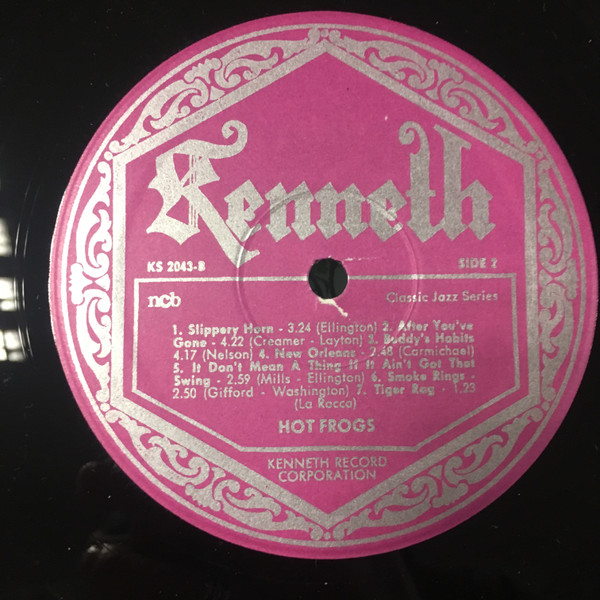 Kenneth
KS 2043-B
SIDE 2
ncb
Classic Jazz Series
1. Slippery Horn - 3.24 (Ellington) 2. After You've
Gone - 4.22 (Creamer - Layton) 3. Buddy's Habits
4.17 (Nelson) 4. New Orleans - 2.48 (Carmichael)
5. It Don't Mean A Thing If It Ain't Got That
Swing - 2.59 (Mills - Ellington) 6. Smoke Rings -
2.50 (Gifford - Washington) 7. Tiger Rag - 1.23
(La Rocca)
HOT FROGS
KENNETH RECORD
CORPORATION